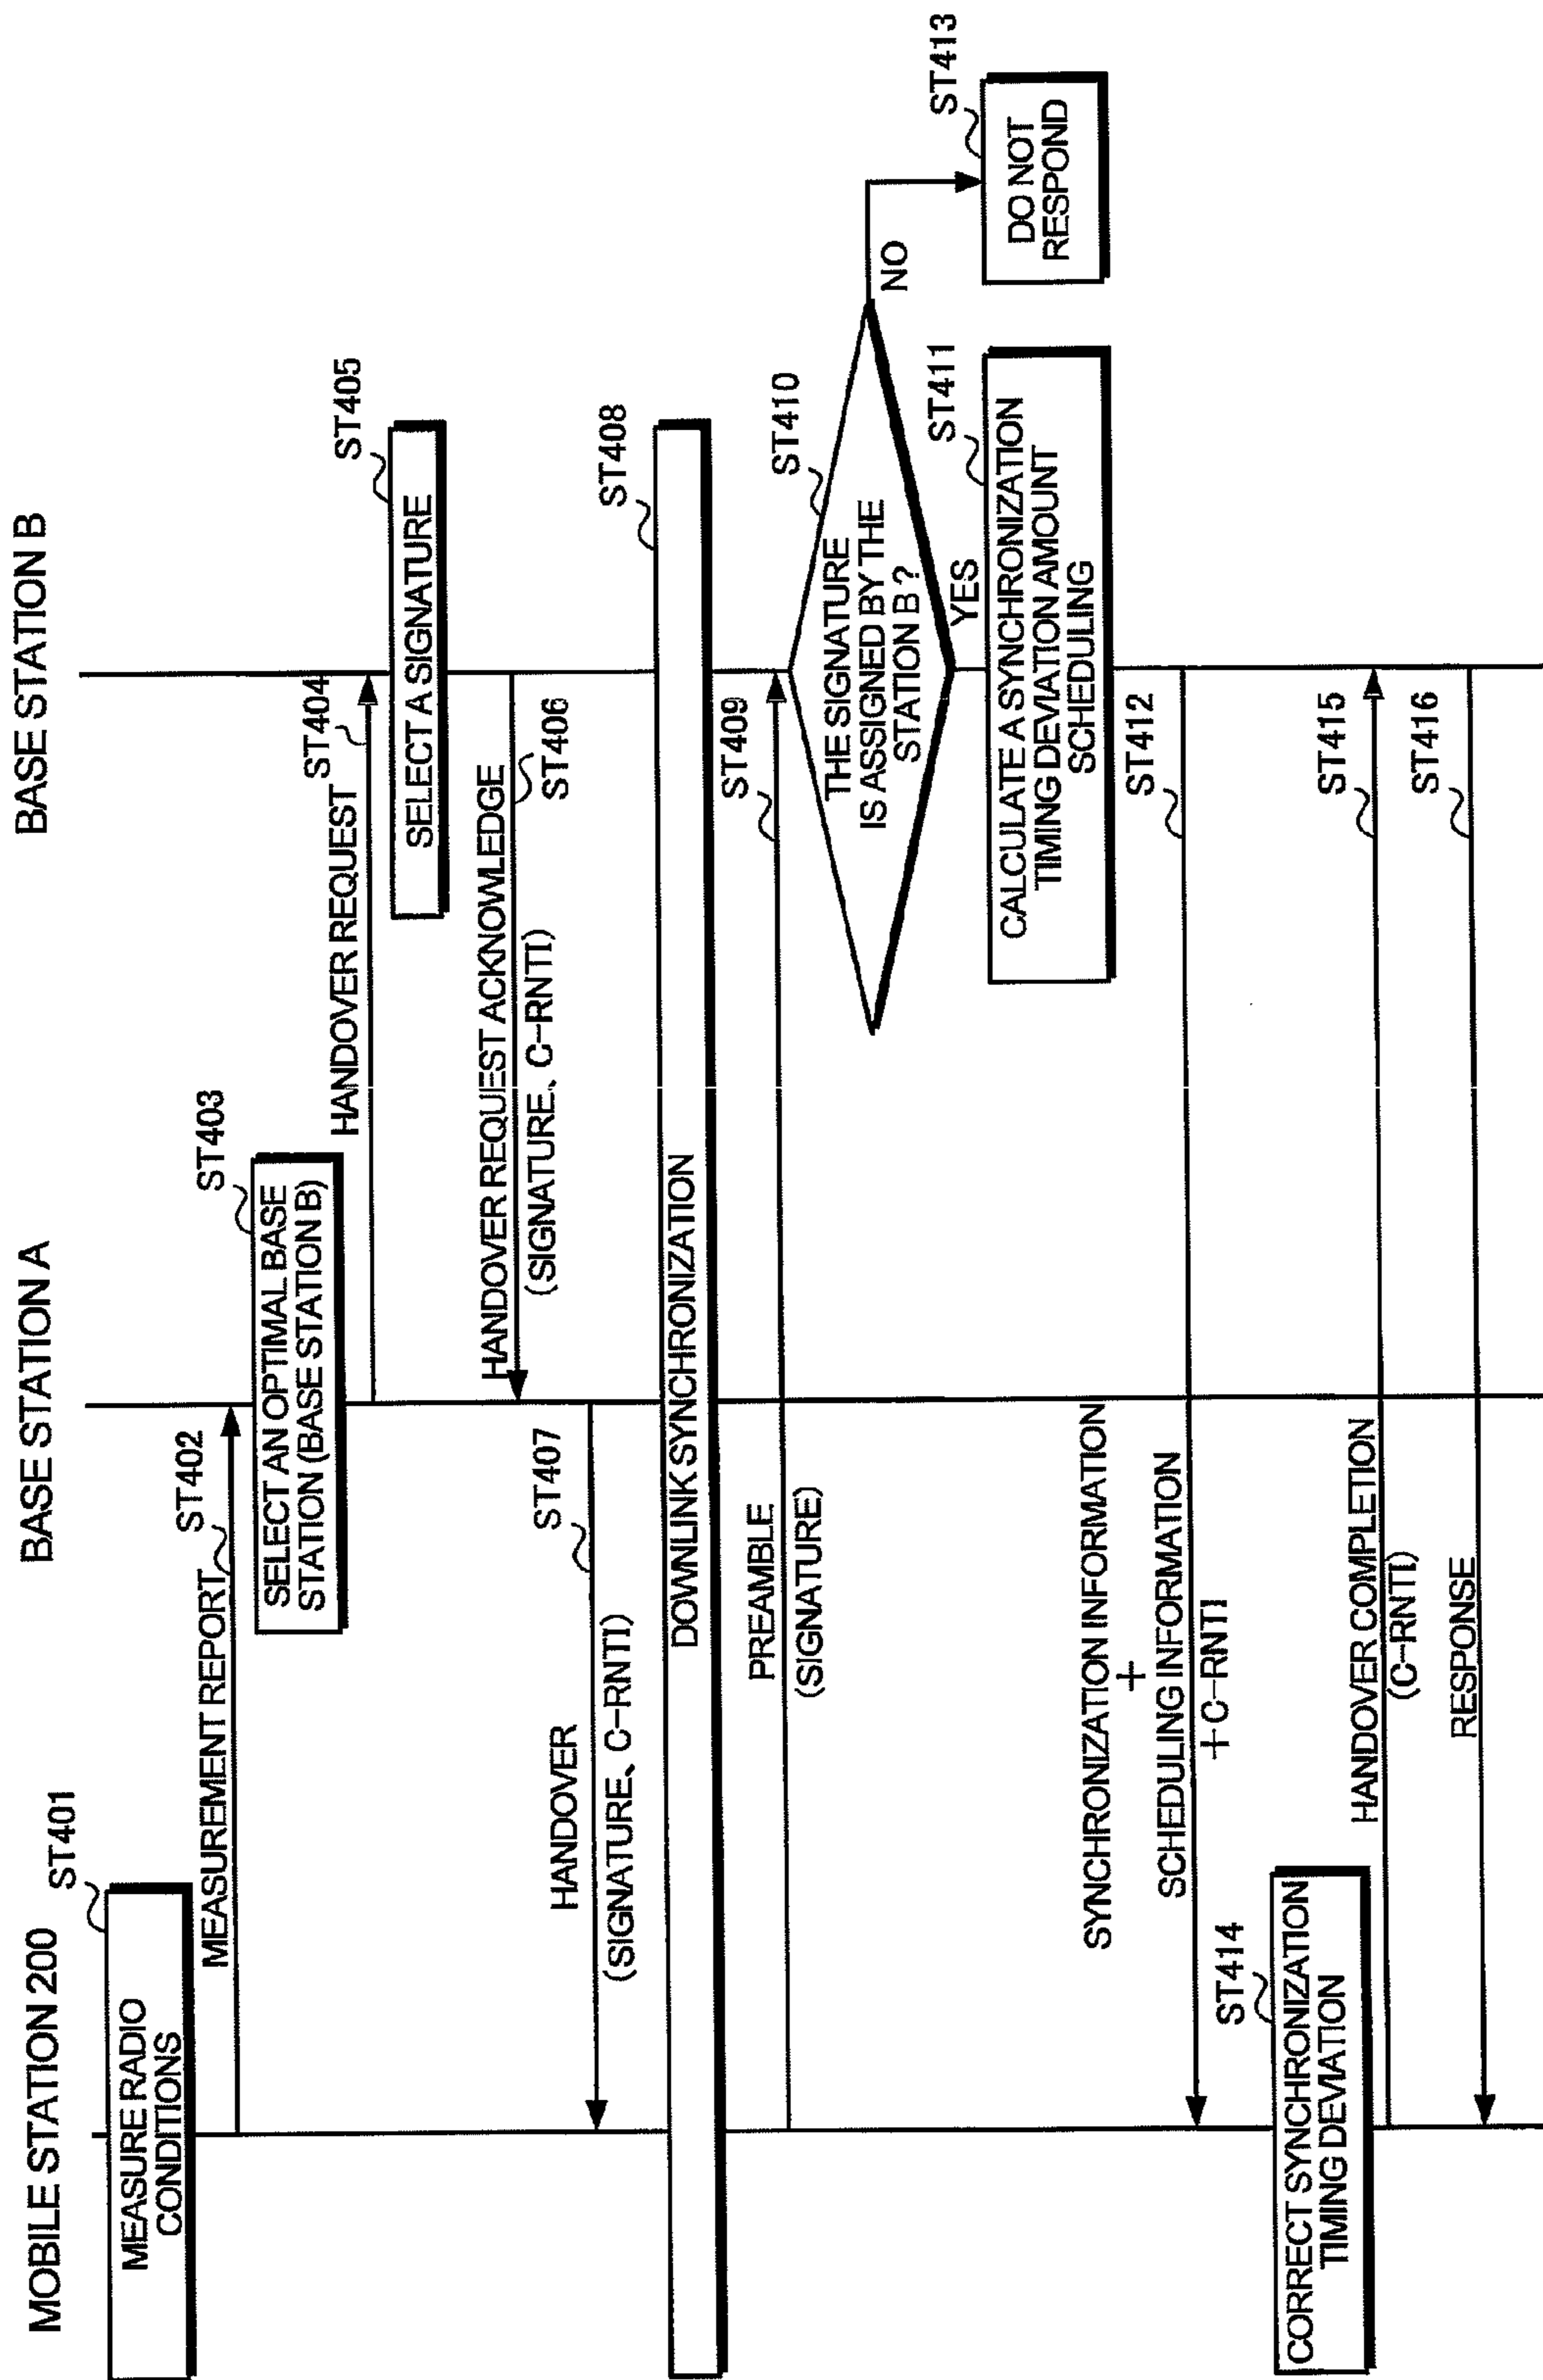 MOBILE STATION 200
BASE STATION A
BASE STATION B
ST401
MEASURE RADIO
CONDITIONS
MEASUREMENT REPORT
ST402
ST403
SELECT AN OPTIMAL BASE
STATION (BASE STATION B)
HANDOVER REQUEST
ST404
ST405
SELECT A SIGNATURE
HANDOVER REQUEST ACKNOWLEDGE
(SIGNATURE、C-RNTI)
ST406
HANDOVER
(SIGNATURE、C-RNTI)
ST407
ST408
DOWNLINK SYNCHRONIZATION
PREAMBLE
(SIGNATURE)
ST409
ST410
THE SIGNATURE
IS ASSIGNED BY THE
STATION B ?
NO
YES
ST413
DO NOT
RESPOND
ST411
CALCULATE A SYNCHRONIZATION
TIMING DEVIATION AMOUNT
SCHEDULING
SYNCHRONIZATION INFORMATION
+
SCHEDULING INFORMATION
+C-RNTI
ST412
ST414
CORRECT SYNCHRONIZATION
TIMING DEVIATION
HANDOVER COMPLETION
(C-RNTI)
ST415
RESPONSE
ST416